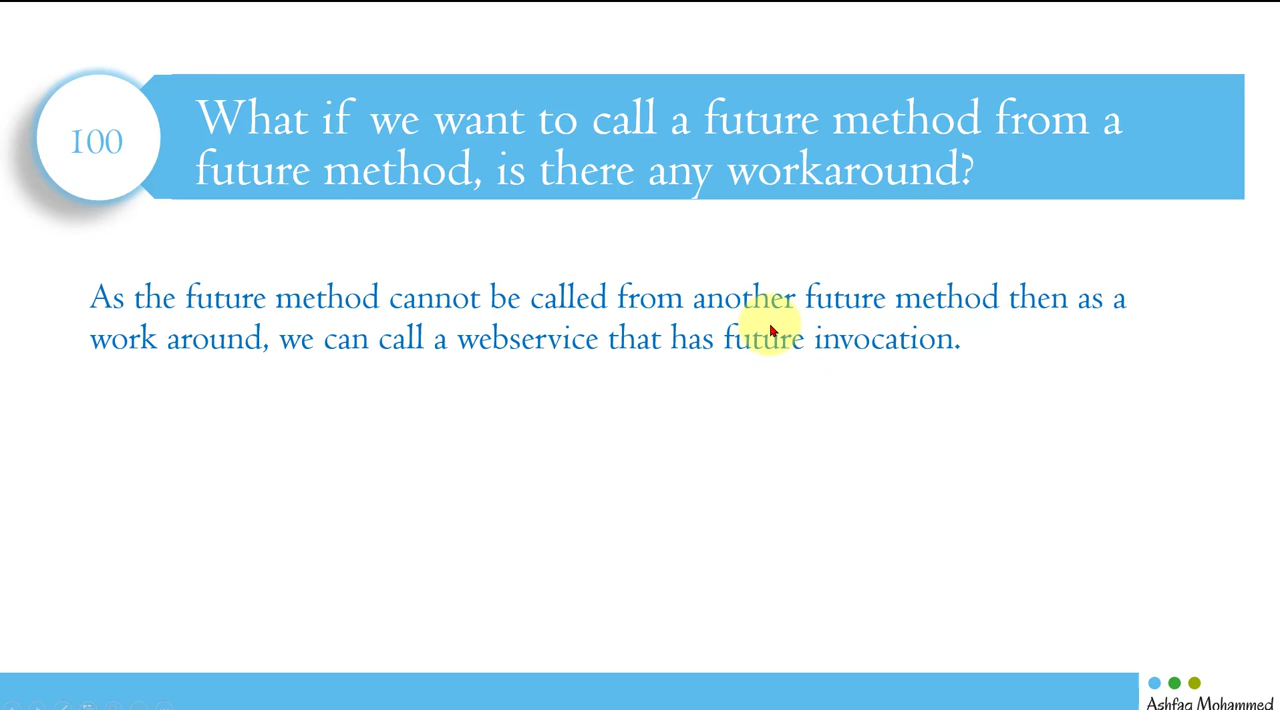 100
What if we want to call a future method from a
future method, is there any workaround?
As the future method cannot be called from another future method then as a
work around, we can call a webservice that has future invocation.
Ashfaq Mohammed